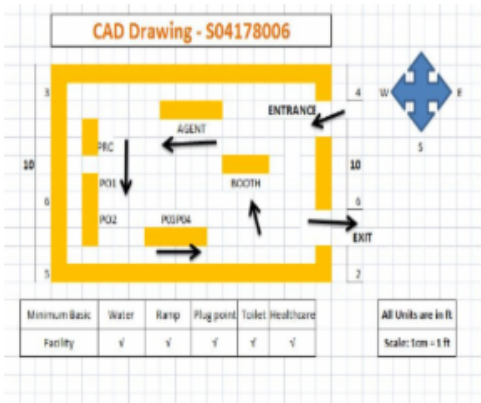 CAD Drawing - S04178006
3
4
ENTRANCE
W
E
AGENT
S
PRC
10
10
PO1
BOOTH
6
6
PO2
P03P04
EXIT
5
2
Minimum Basic Water Ramp Plug point Toilet Healthcare
Facility √ √ √ √ √
All Units are in ft
Scale: 1cm = 1 ft